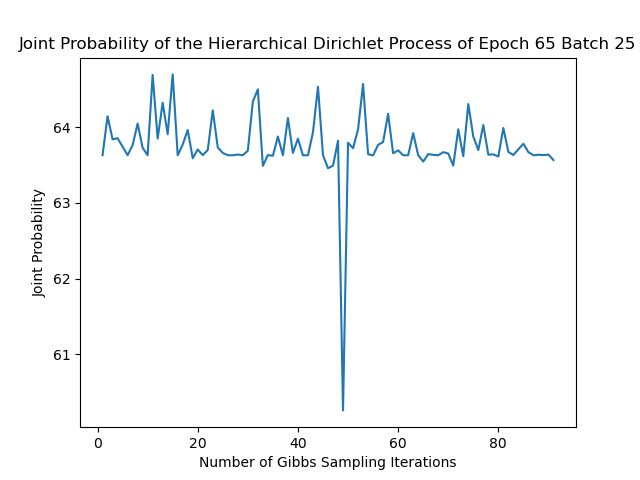 Joint Probability of the Hierarchical Dirichlet Process of Epoch 65 Batch 25
64
63
62
61
Joint Probability
0 20 40 60 80
Number of Gibbs Sampling Iterations